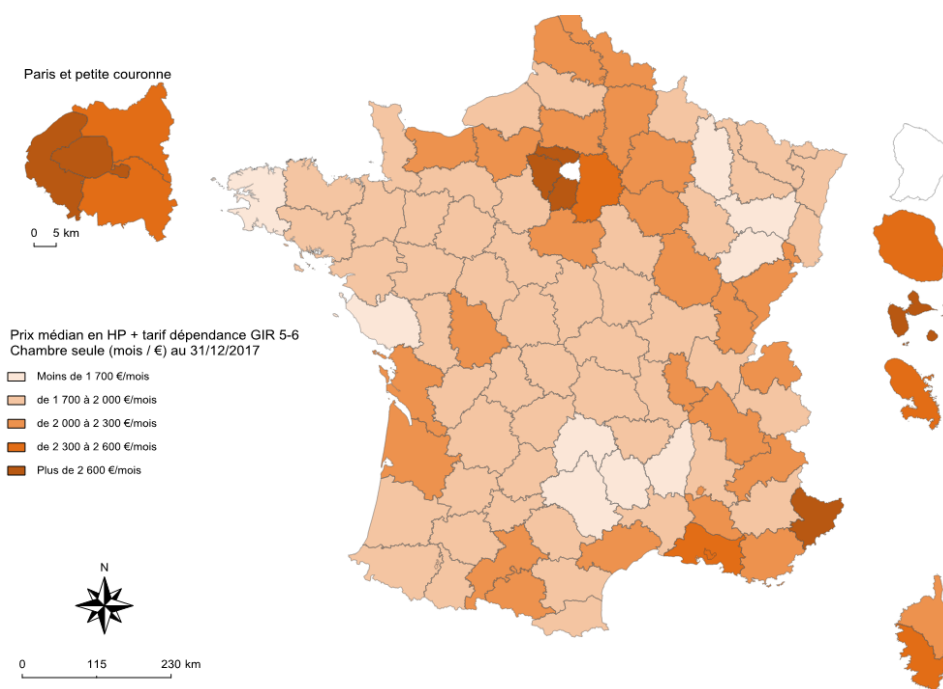 Paris et petite couronne
0 5 km
Prix médian en HP + tarif dépendance GIR 5-6
Chambre seule (mois / €) au 31/12/2017
Moins de 1 700 €/mois
de 1 700 à 2 000 €/mois
de 2 000 à 2 300 €/mois
de 2 300 à 2 600 €/mois
Plus de 2 600 €/mois
N
0 115 230 km